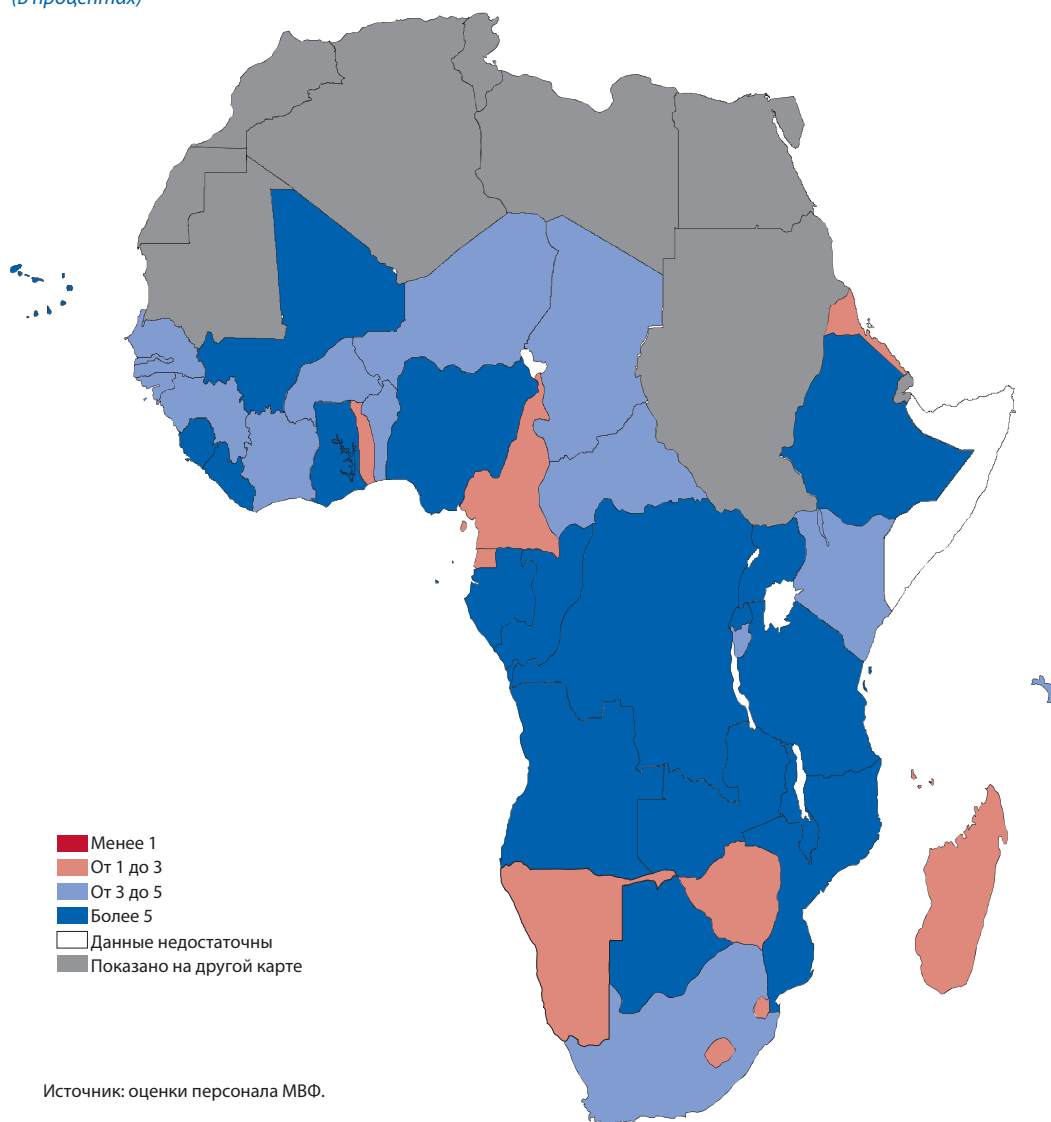 (В процентах)
Менее 1
От 1 до 3
От 3 до 5
Более 5
Данные недостаточны
Показано на другой карте
Источник: оценки персонала МВФ.